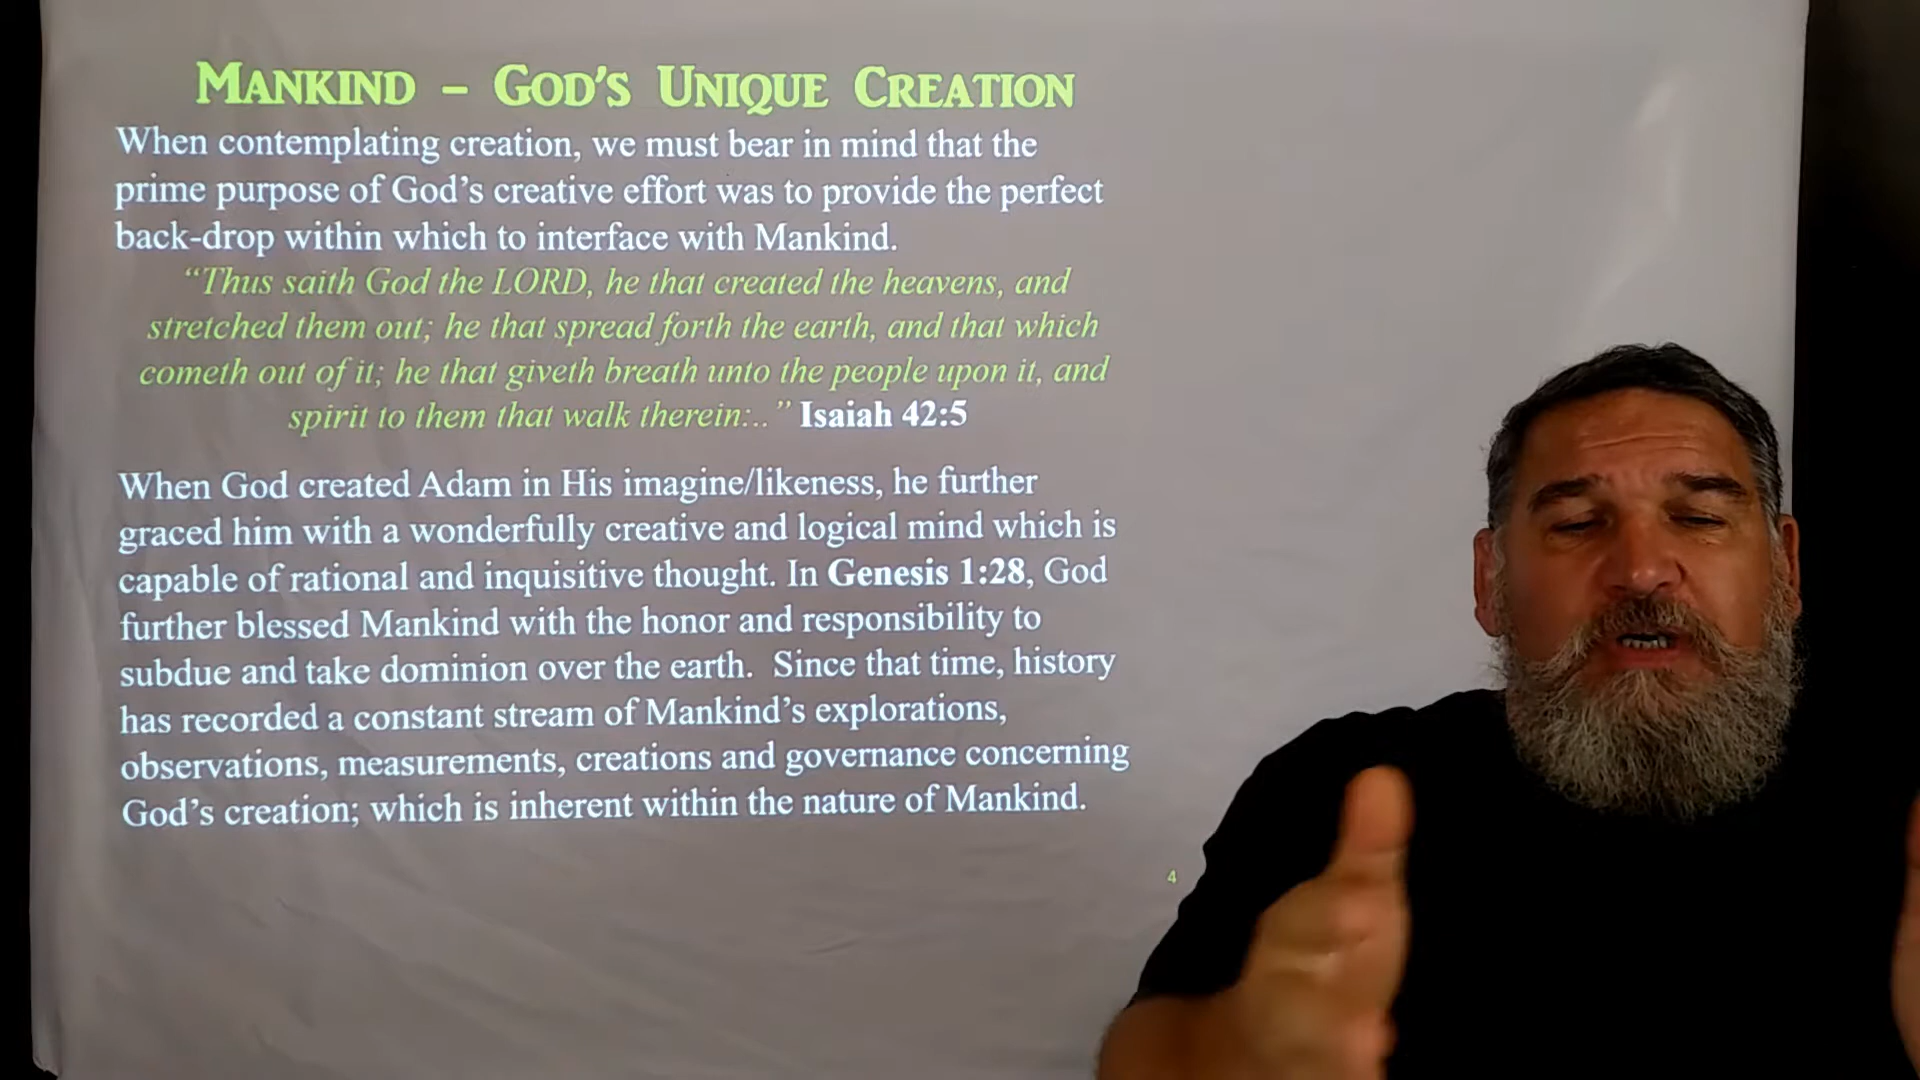 MANKIND – GOD'S UNIQUE CREATION
When contemplating creation, we must bear in mind that the
prime purpose of God's creative effort was to provide the perfect
back-drop within which to interface with Mankind.
"Thus saith God the LORD, he that created the heavens, and
stretched them out; he that spread forth the earth, and that which
cometh out of it; he that giveth breath unto the people upon it, and
spirit to them that walk therein:.." Isaiah 42:5
When God created Adam in His imagine/likeness, he further
graced him with a wonderfully creative and logical mind which is
capable of rational and inquisitive thought. In Genesis 1:28, God
further blessed Mankind with the honor and responsibility to
subdue and take dominion over the earth.  Since that time, history
has recorded a constant stream of Mankind's explorations,
observations, measurements, creations and governance concerning
God's creation; which is inherent within the nature of Mankind.
4